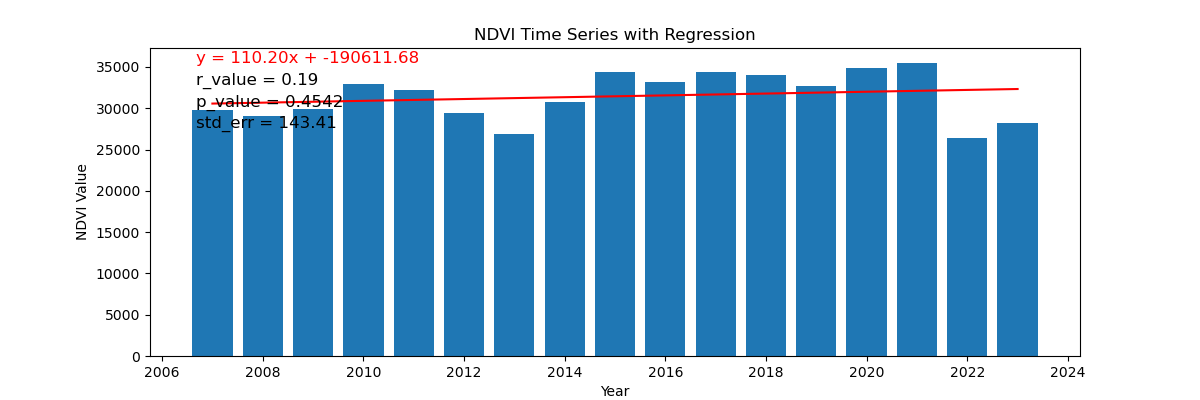 NDVI Time Series with Regression
y = 110.20x + -190611.68
r_value = 0.19
p_value = 0.4542
std_err = 143.41
NDVI Value
35000
30000
25000
20000
15000
10000
5000
0
2006 2008 2010 2012 2014 2016 2018 2020 2022 2024
Year